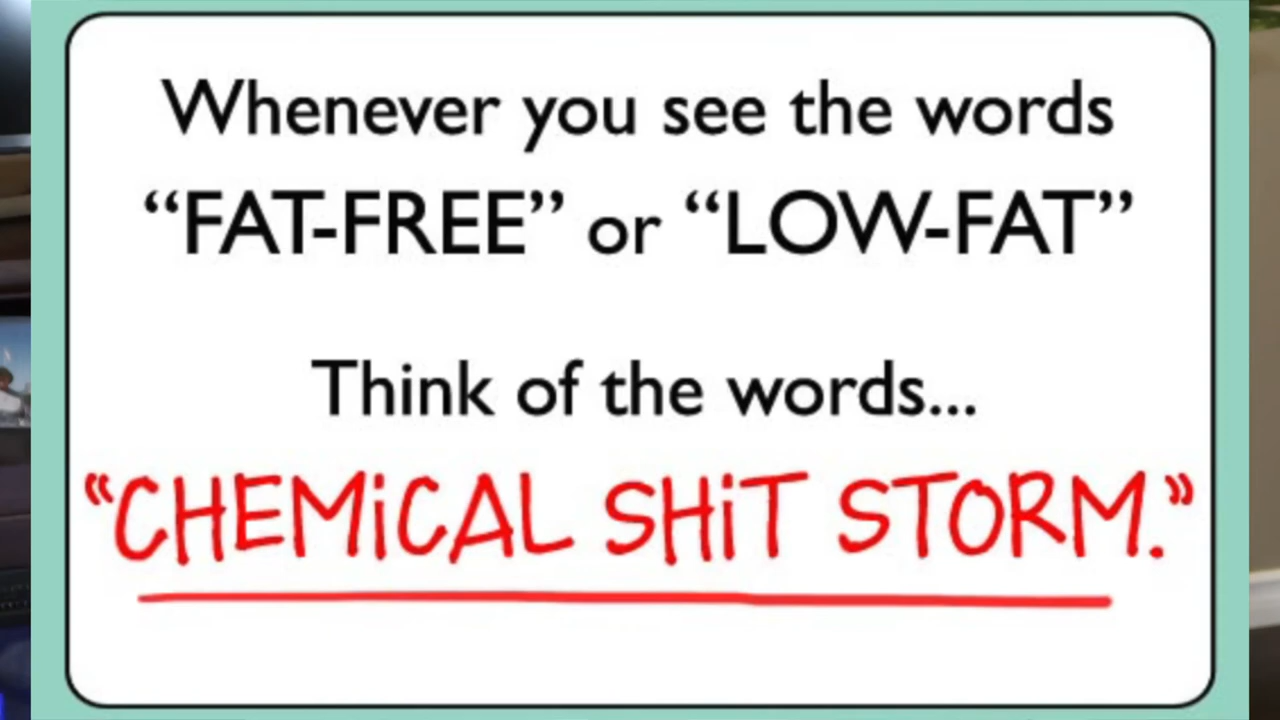 Whenever you see the words
“FAT-FREE” or “LOW-FAT”
Think of the words...
“CHEMiCAL SHiT STORM.”